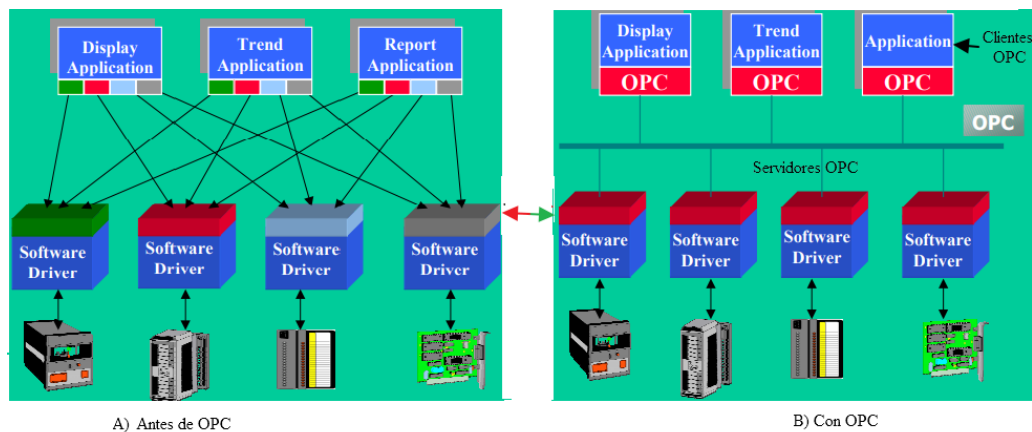 Display
Application
Trend
Application
Report
Application
Software
Driver
Software
Driver
Software
Driver
Software
Driver
A) Antes de OPC
Display
Application
OPC
Trend
Application
OPC
Application
OPC
Clientes
OPC
OPC
Servidores OPC
Software
Driver
Software
Driver
Software
Driver
Software
Driver
B) Con OPC